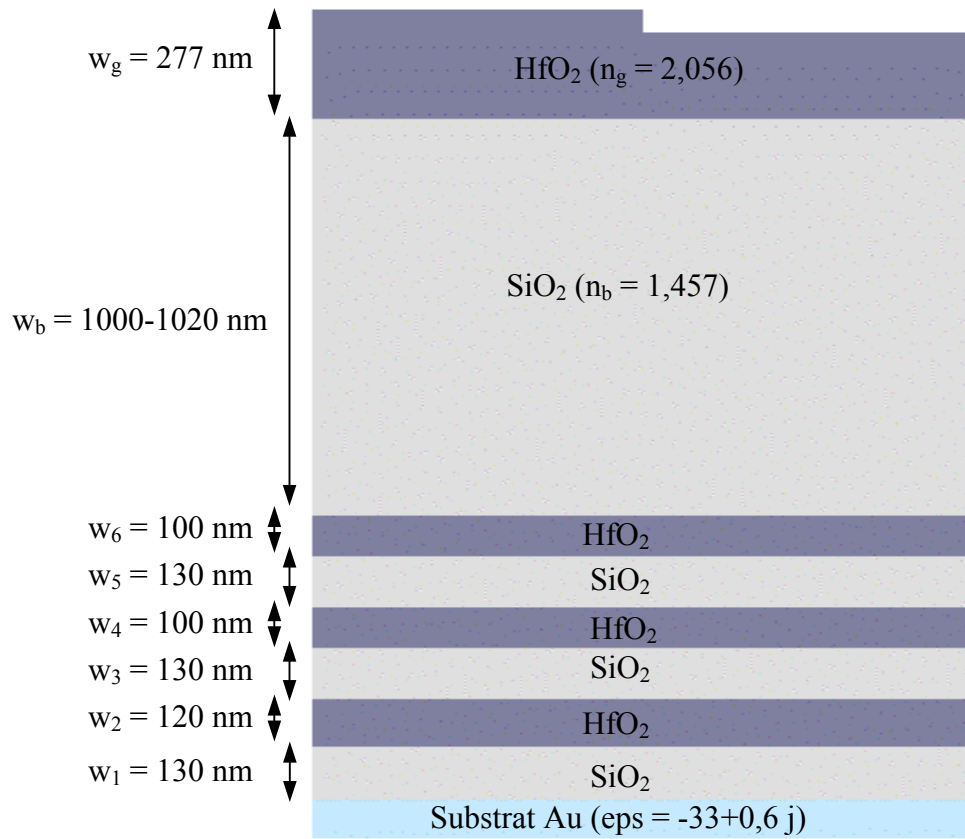 w_g = 277 nm
HfO₂ (n_g = 2,056)
SiO₂ (n_b = 1,457)
w_b = 1000-1020 nm
w₆ = 100 nm
HfO₂
w₅ = 130 nm
SiO₂
w₄ = 100 nm
HfO₂
w₃ = 130 nm
SiO₂
w₂ = 120 nm
HfO₂
w₁ = 130 nm
SiO₂
Substrat Au (eps = -33+0,6 j)